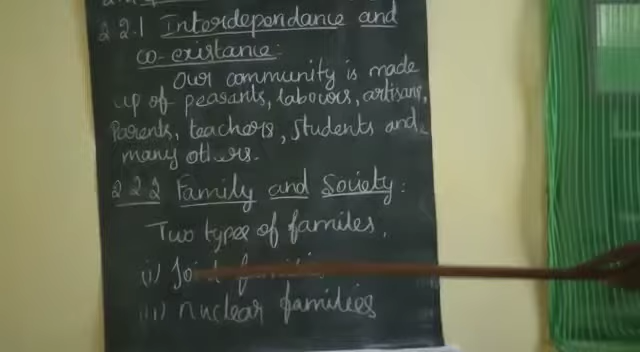 2.2.1 Interdependance and
co-existance:
Our community is made
up of peasants, labours, artisans,
Parents, teachers, students and
many others.
2.2.2 Family and Society:
Two types of familes.
(i)
(ii) nuclear families